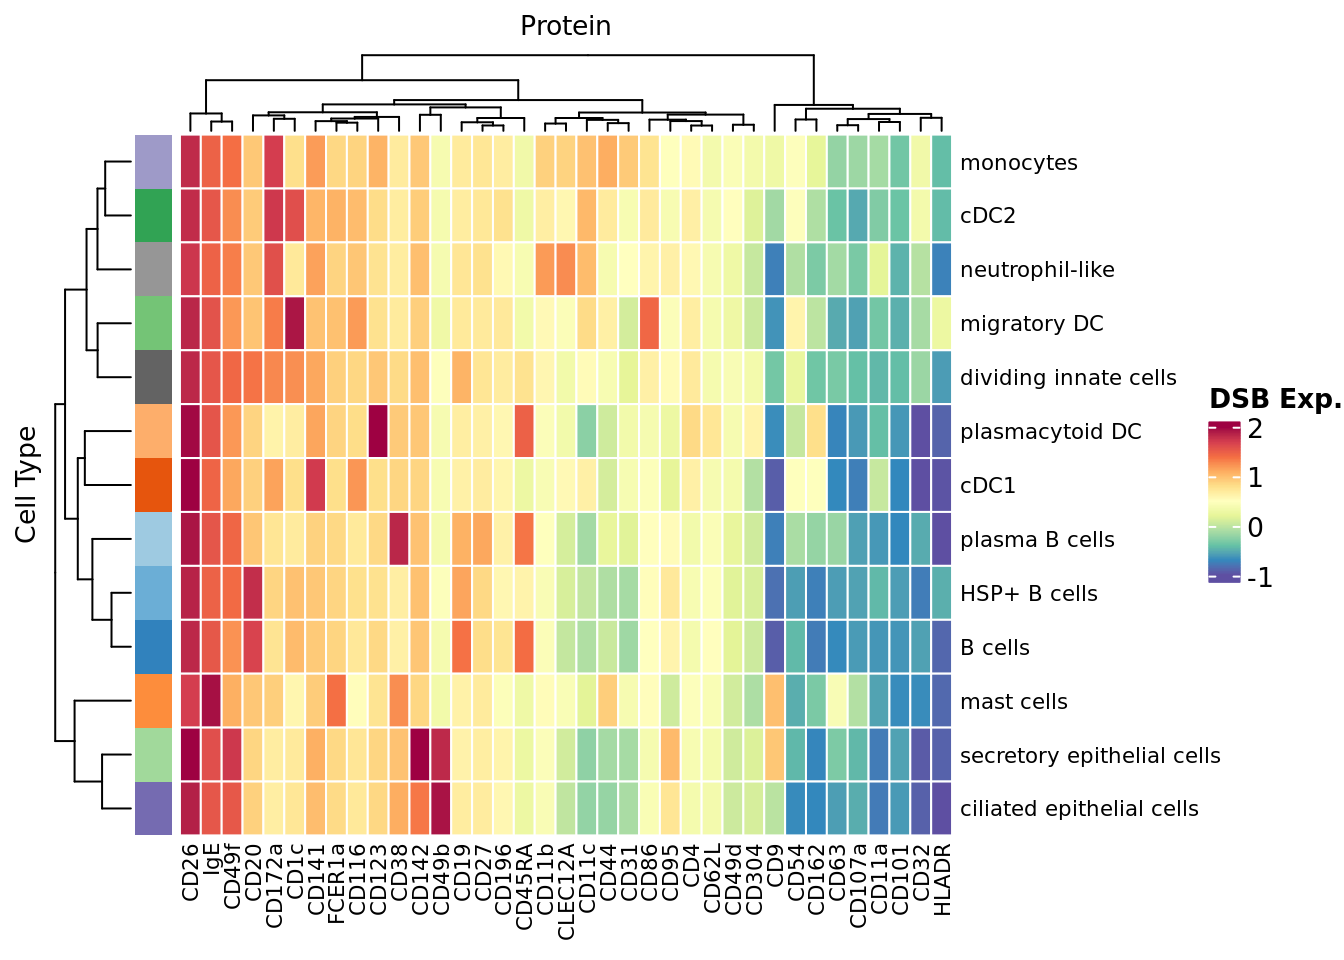 Protein
Cell Type
monocytes
cDC2
neutrophil-like
migratory DC
dividing innate cells
plasmacytoid DC
cDC1
plasma B cells
HSP+ B cells
B cells
mast cells
secretory epithelial cells
ciliated epithelial cells
DSB Exp.
2
1
0
-1
CD26
IgE
CD49f
CD20
CD172a
CD1c
CD141
FCER1a
CD116
CD123
CD38
CD142
CD49b
CD19
CD27
CD196
CD45RA
CD11b
CLEC12A
CD11c
CD44
CD31
CD86
CD95
CD4
CD62L
CD49d
CD304
CD9
CD54
CD162
CD63
CD107a
CD11a
CD101
CD32
HLADR